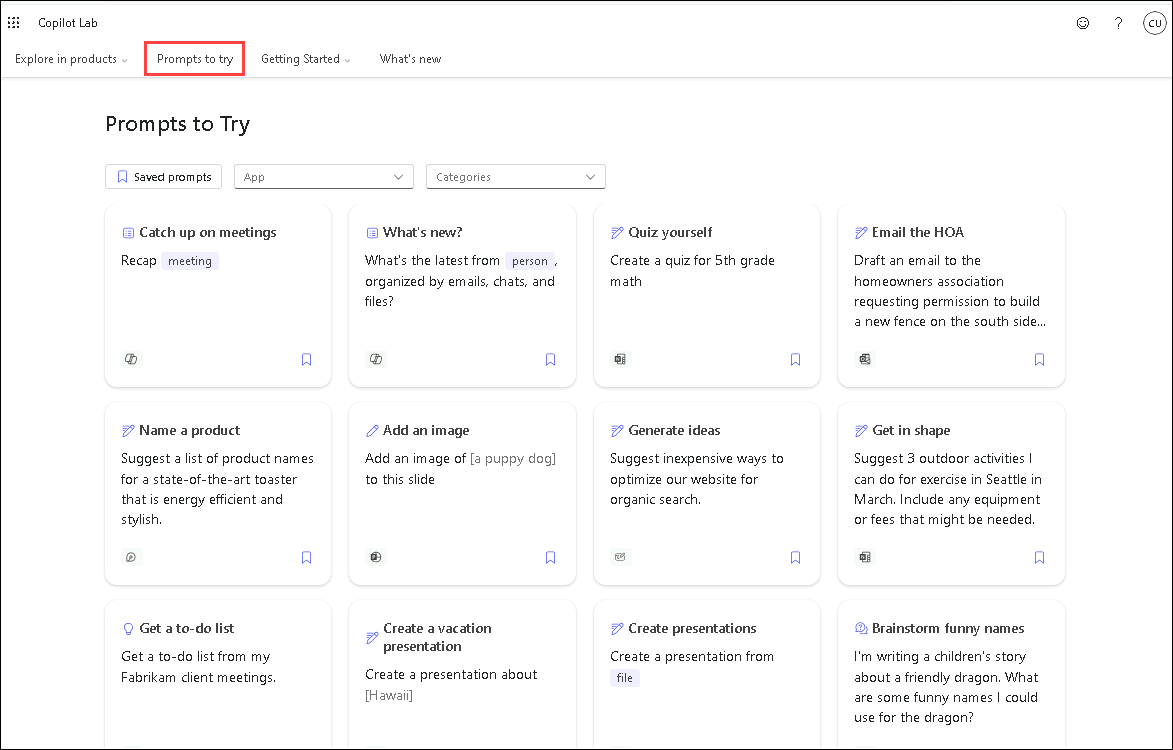 Copilot Lab
? CU
Explore in products Prompts to try Getting Started What's new
Prompts to Try
Saved prompts App Categories
Catch up on meetings
Recap meeting
What's new?
What's the latest from person ,
organized by emails, chats, and
files?
Quiz yourself
Create a quiz for 5th grade
math
Email the HOA
Draft an email to the
homeowners association
requesting permission to build
a new fence on the south side...
Name a product
Suggest a list of product names
for a state-of-the-art toaster
that is energy efficient and
stylish.
Add an image
Add an image of [a puppy dog]
to this slide
Generate ideas
Suggest inexpensive ways to
optimize our website for
organic search.
Get in shape
Suggest 3 outdoor activities I
can do for exercise in Seattle in
March. Include any equipment
or fees that might be needed.
Get a to-do list
Get a to-do list from my
Fabrikam client meetings.
Create a vacation
presentation
Create a presentation about
[Hawaii]
Create presentations
Create a presentation from
file
Brainstorm funny names
I'm writing a children's story
about a friendly dragon. What
are some funny names I could
use for the dragon?